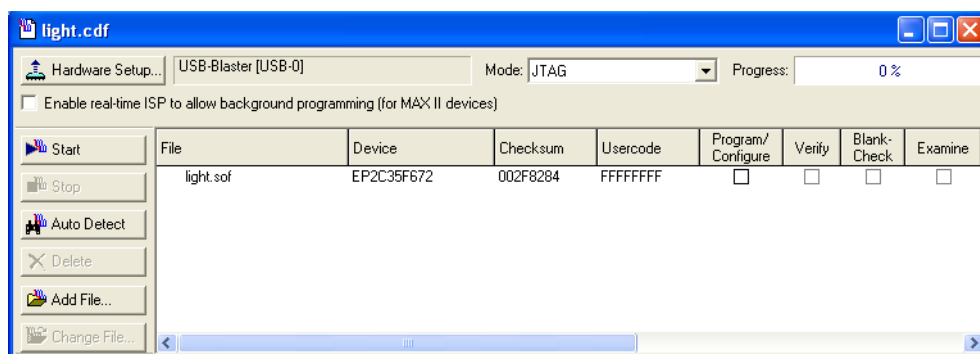 light.cdf
Hardware Setup... USB-Blaster [USB-0] Mode: JTAG Progress: 0 %
Enable real-time ISP to allow background programming (for MAX II devices)
Start
Stop
Auto Detect
Delete
Add File...
Change File...
File Device Checksum Usercode Program/ Configure Verify Blank- Check Examine
light.sof EP2C35F672 002F8284 FFFFFFFF